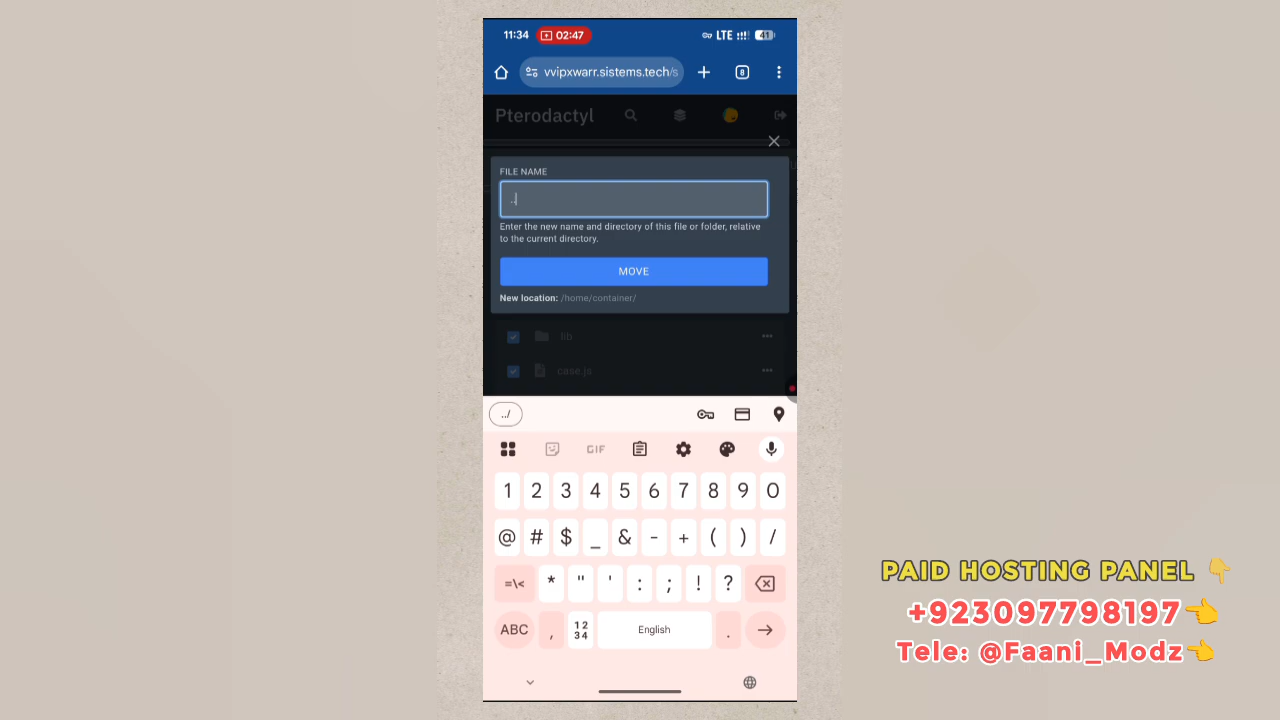 11:34
02:47
LTE
41
vvipxwarr.sistems.tech/s
8
Pterodactyl
FILE NAME
..
Enter the new name and directory of this file or folder, relative
to the current directory.
MOVE
New location: /home/container/
lib
case.js
../
GIF
1 2 3 4 5 6 7 8 9 0
@ # $ _ & - + ( ) /
=\< * " ' : ; ! ?
ABC , 12 34 English .
PAID HOSTING PANEL 👇
+923097798197👈
Tele: @Faani_Modz👈